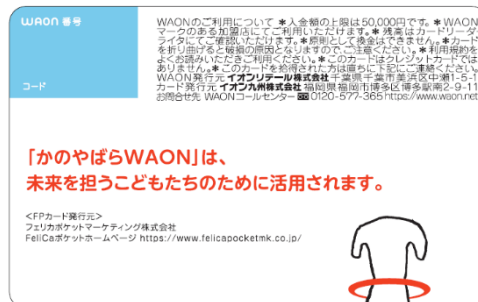 WAON 番号
コード
WAONのご利用について ＊入金額の上限は50,000円です。＊WAON
マークのある加盟店にてご利用いただけます。＊残高はカードリーダ
ライタにてご確認いただけます。＊原則として換金はできません。＊カード
を折り曲げると破損の原因となりますので、ご注意ください。＊利用規約を
よくお読みいただきご利用ください。＊このカードはクレジットカードでは
ありません。＊このカードを拾得された方は直ちに下記にご連絡ください。
WAON発行元 イオンリテール株式会社 千葉県千葉市美浜区中瀬1-5-1
カード発行元 イオン九州株式会社 福岡県福岡市博多区博多駅南2-9-11
お問合せ先 WAONコールセンター 0120-577-365 https://www.waon.net
「かのやばらWAON」は、
未来を担うこどもたちのために活用されます。
<FPカード発行元>
フェリカポケットマーケティング株式会社
FeliCaポケットホームページ https://www.felicapocketmk.co.jp/